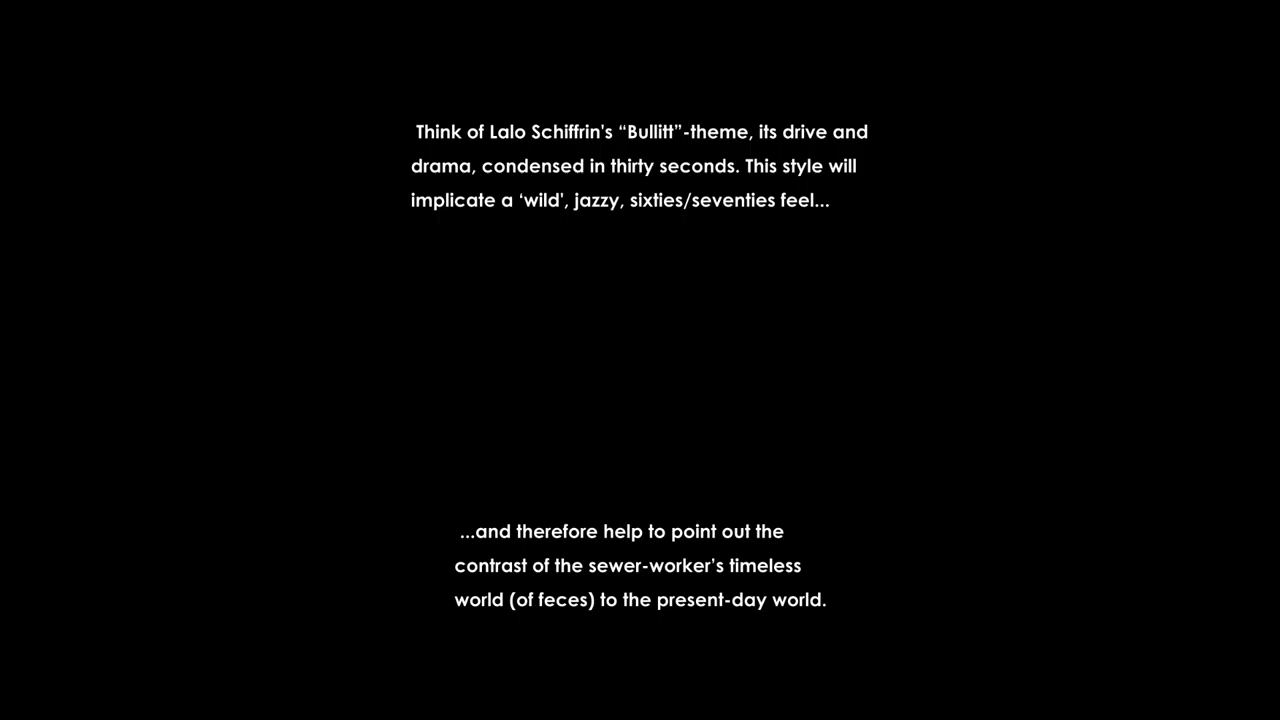 Think of Lalo Schiffrin's “Bullitt”-theme, its drive and
drama, condensed in thirty seconds. This style will
implicate a ‘wild', jazzy, sixties/seventies feel...
...and therefore help to point out the
contrast of the sewer-worker's timeless
world (of feces) to the present-day world.